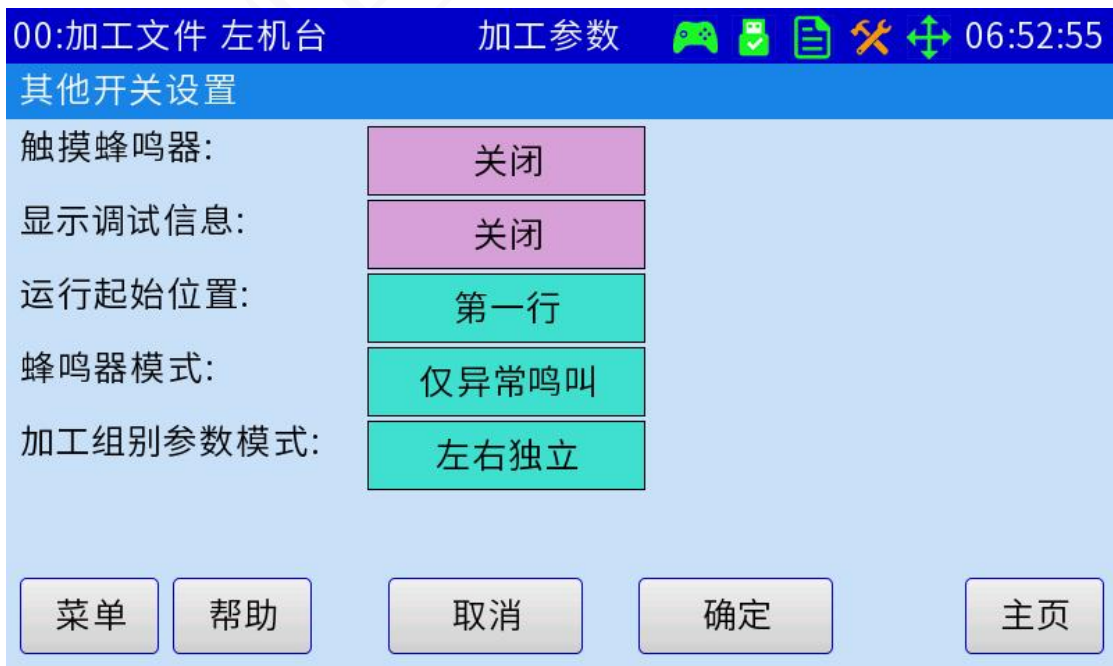 00:加工文件 左机台 加工参数 06:52:55
其他开关设置
触摸蜂鸣器: 关闭
显示调试信息: 关闭
运行起始位置: 第一行
蜂鸣器模式: 仅异常鸣叫
加工组别参数模式: 左右独立
菜单 帮助 取消 确定 主页